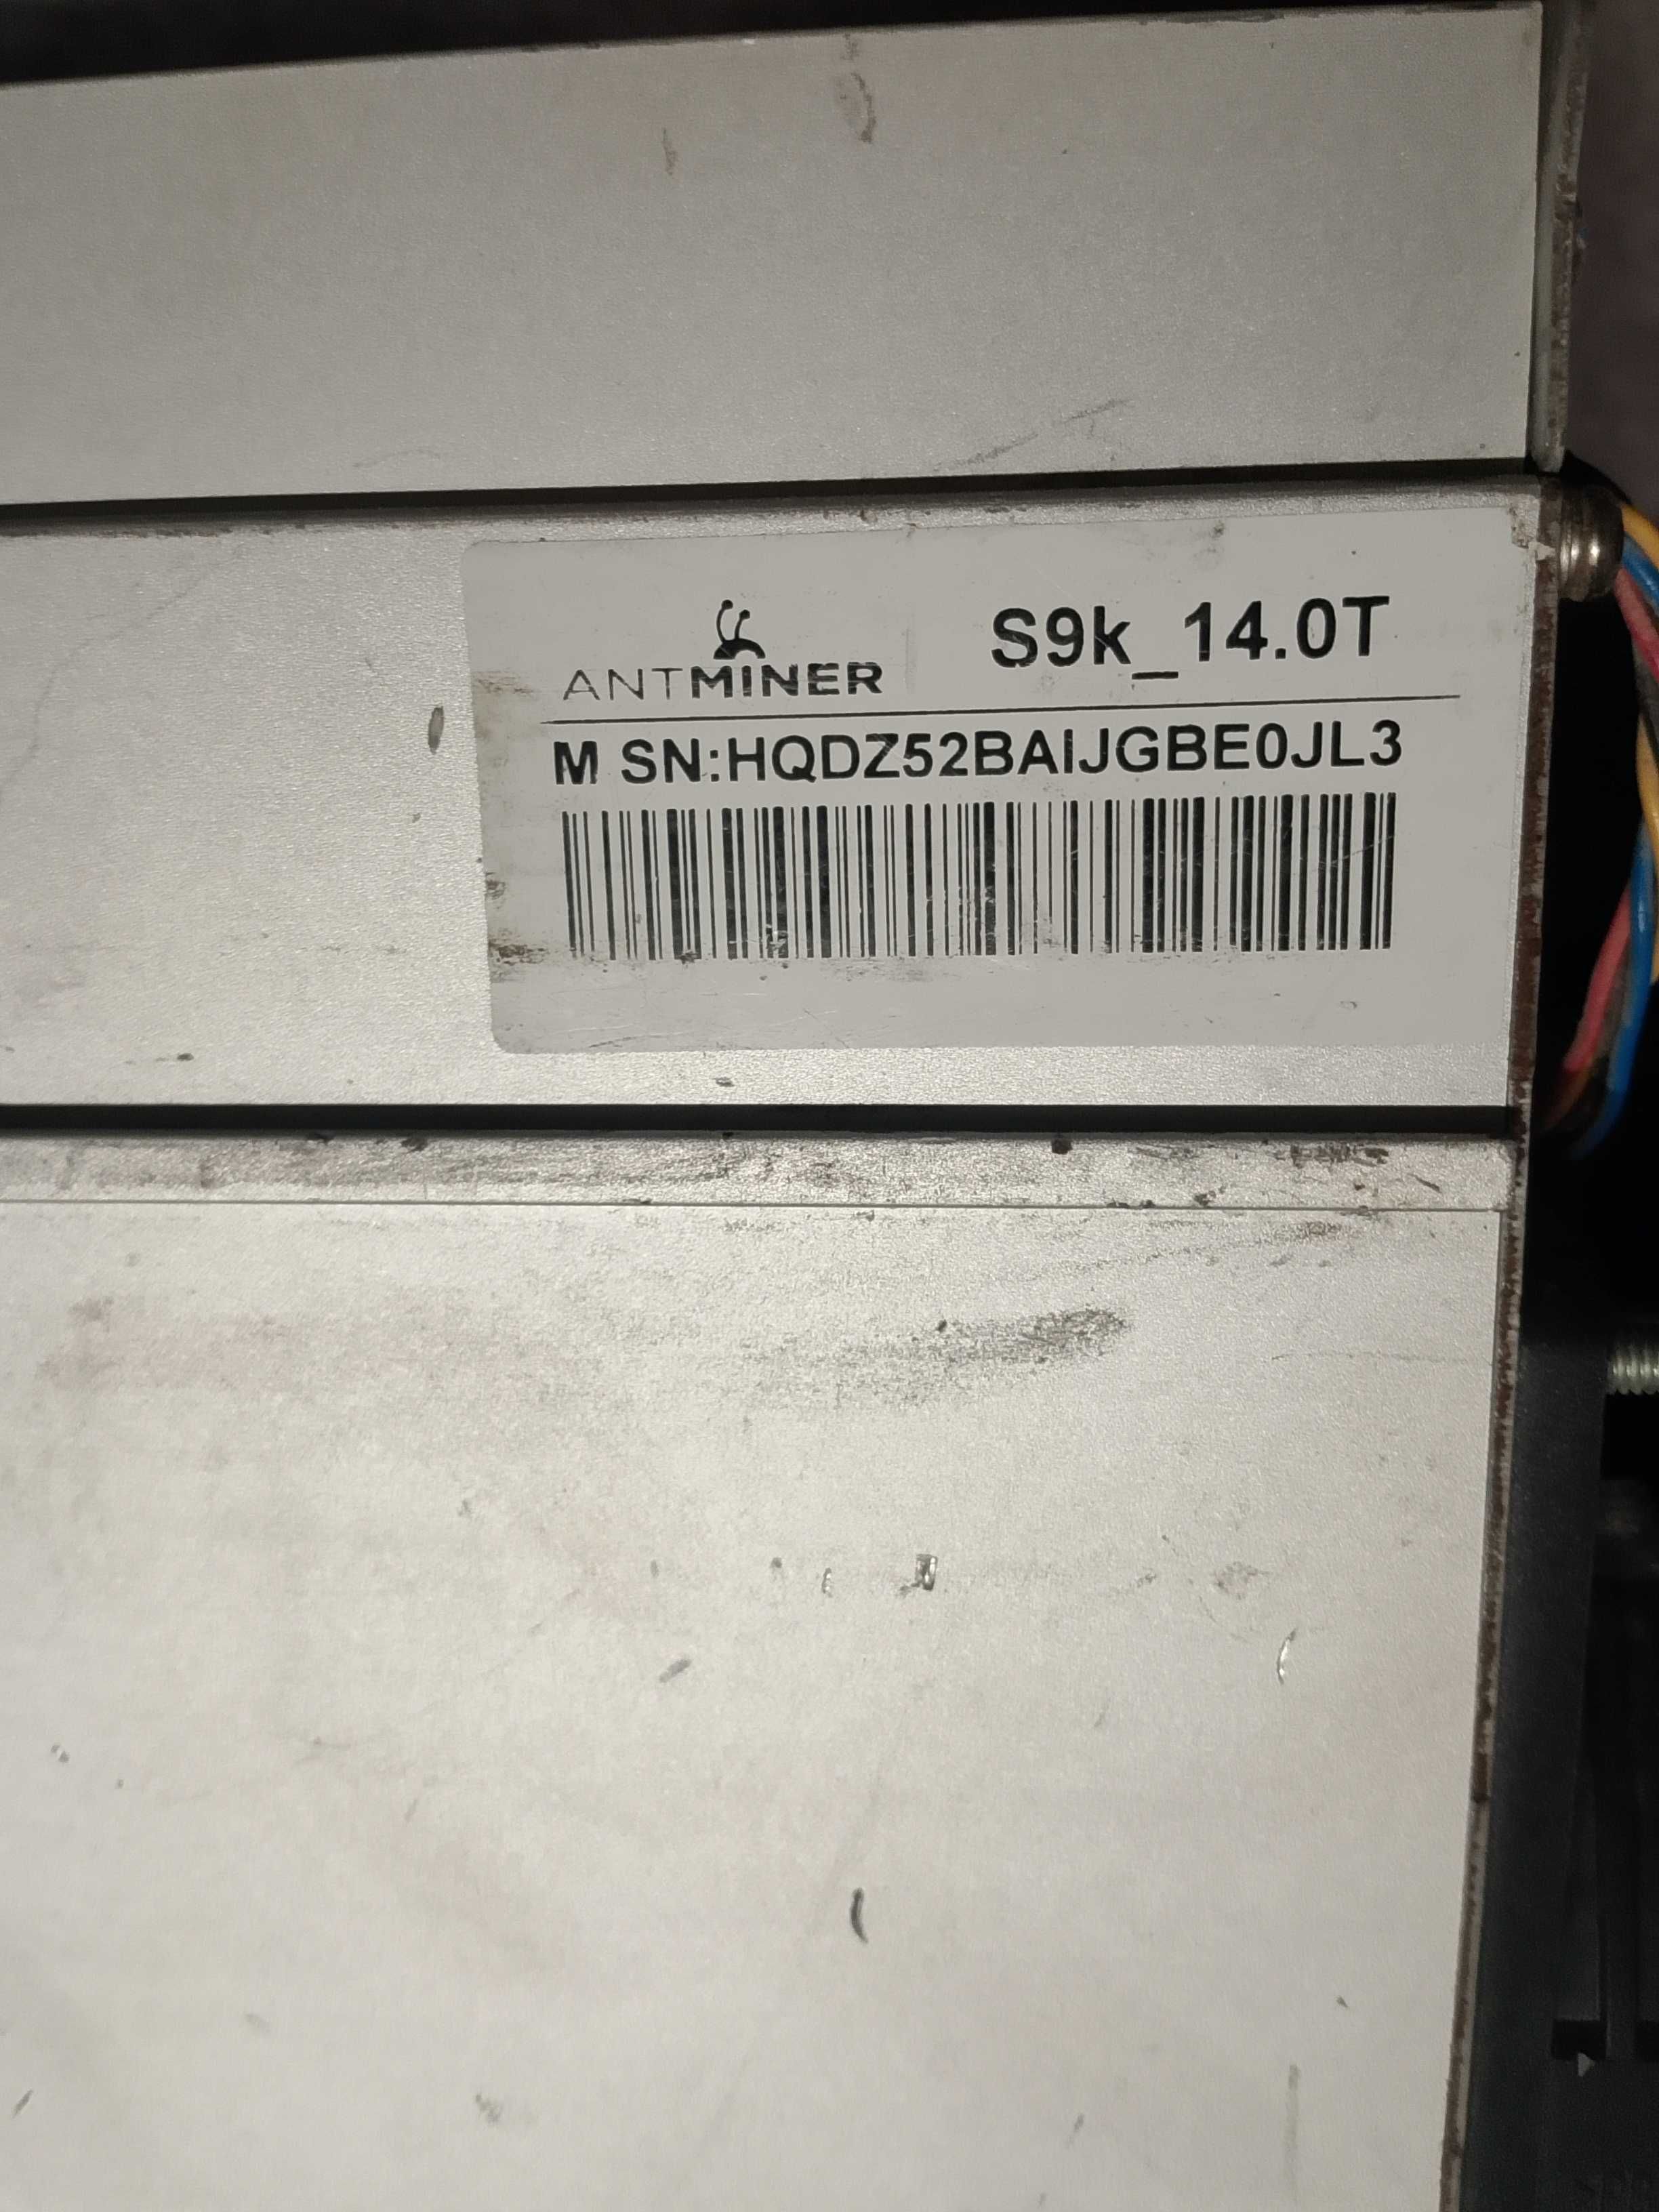 ANTMINER S9k_14.0T
M SN:HQDZ52BAIJGBE0JL3